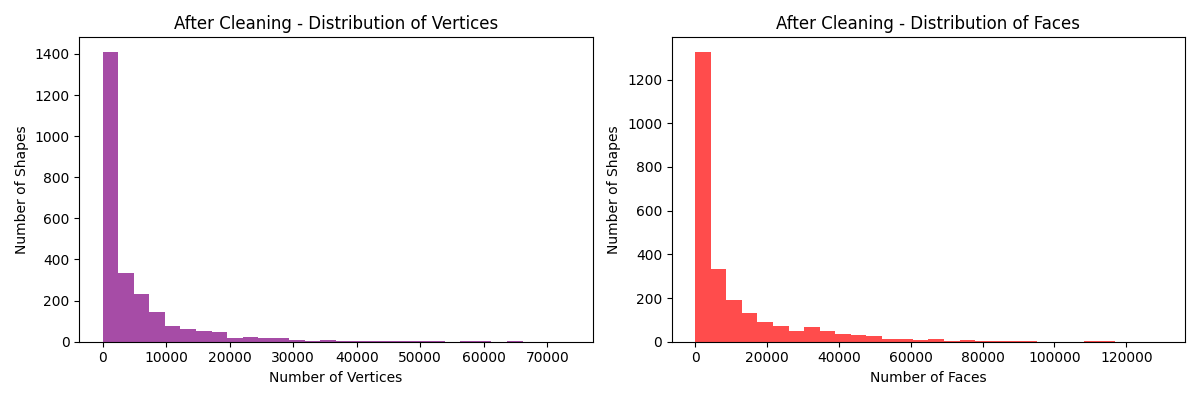 After Cleaning - Distribution of Vertices
1400
1200
1000
800
600
400
200
0
Number of Shapes
0 10000 20000 30000 40000 50000 60000 70000
Number of Vertices
After Cleaning - Distribution of Faces
1200
1000
800
600
400
200
0
Number of Shapes
0 20000 40000 60000 80000 100000 120000
Number of Faces